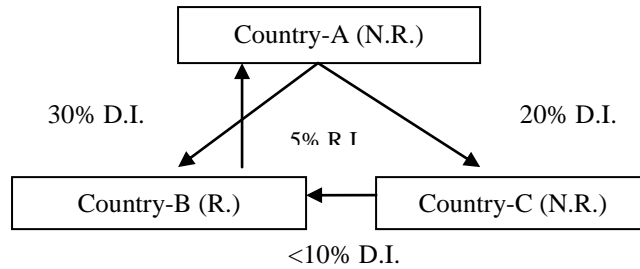 Country-A (N.R.)
30% D.I.
20% D.I.
5% R.I.
Country-B (R.)
Country-C (N.R.)
<10% D.I.